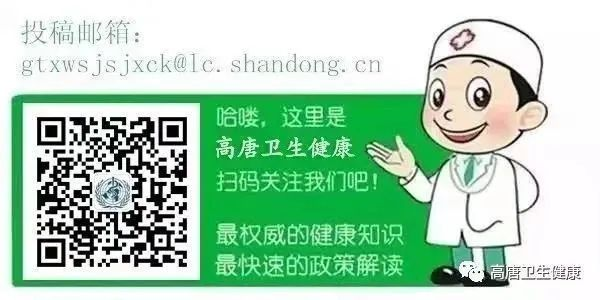 投稿邮箱：
gtxwsjsjxck@lc.shandong.cn
哈喽，这里是
高唐卫生健康
扫码关注我们吧！
最权威的健康知识
最快速的政策解读
高唐卫生健康